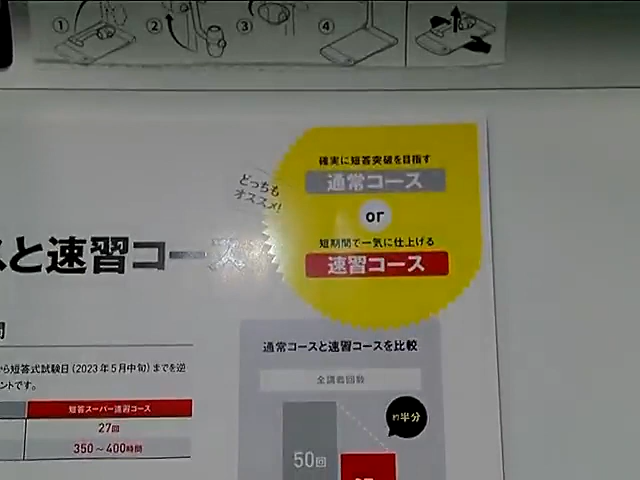 ① ② ③ ④
どっちも
オススメ!
確実に短答突破を目指す
通常コース
or
短期間で一気に仕上げる
速習コース
スと速習コース
間
ら短答式試験日(2023年5月中旬)までを逆
ントです。
短答スーパー速習コース
27回
350~400時間
通常コースと速習コースを比較
全講義回数
約半分
50回